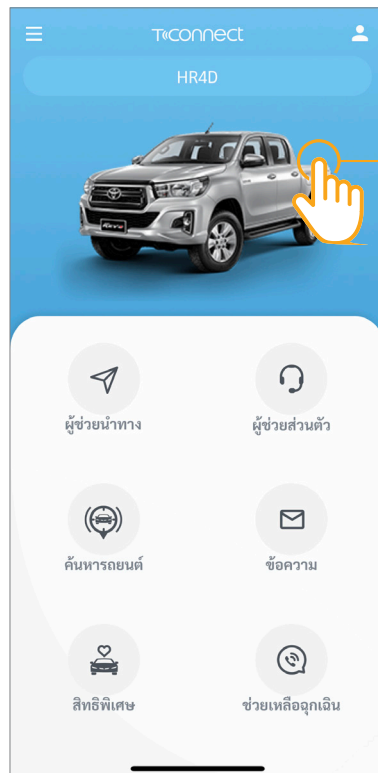 T-CONNECT
HR4D
Revo
ผู้ช่วยนำทาง
ผู้ช่วยส่วนตัว
ค้นหารถยนต์
ข้อความ
สิทธิพิเศษ
ช่วยเหลือฉุกเฉิน